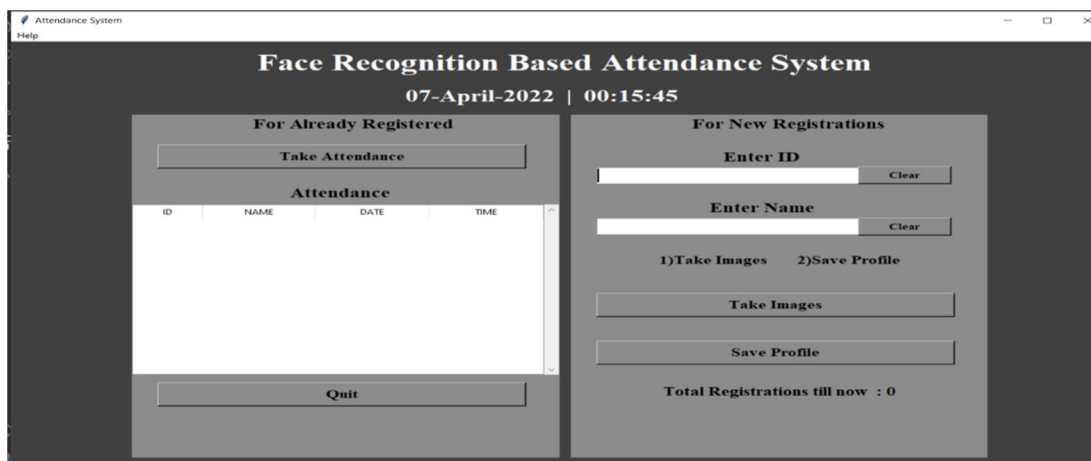 Attendance System
Help
Face Recognition Based Attendance System
07-April-2022 | 00:15:45
For Already Registered
Take Attendance
Attendance
ID NAME DATE TIME
Quit
For New Registrations
Enter ID
Clear
Enter Name
Clear
1)Take Images 2)Save Profile
Take Images
Save Profile
Total Registrations till now : 0